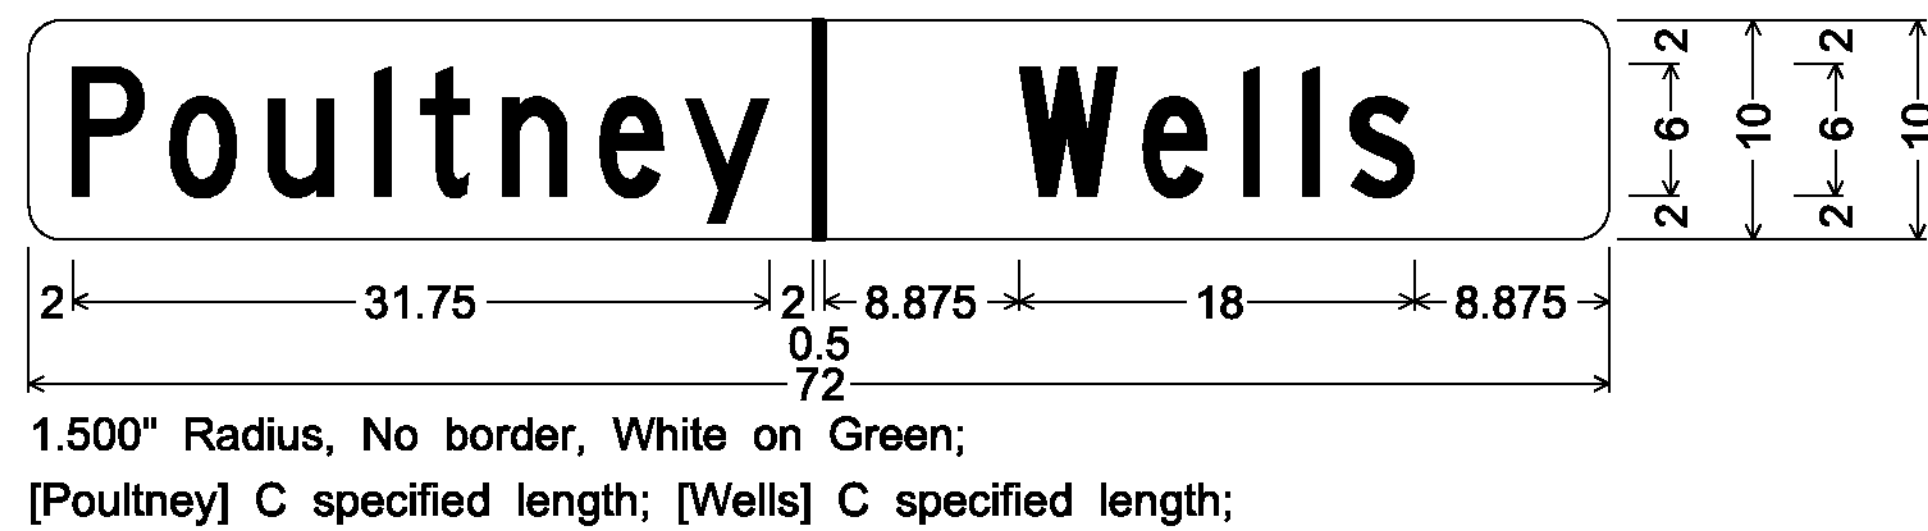 Poultney Wells
2 6 2 10 2 6 2 10
2 31.75 2 8.875 18 8.875
0.5
72
1.500" Radius, No border, White on Green;
[Poultney] C specified length; [Wells] C specified length;